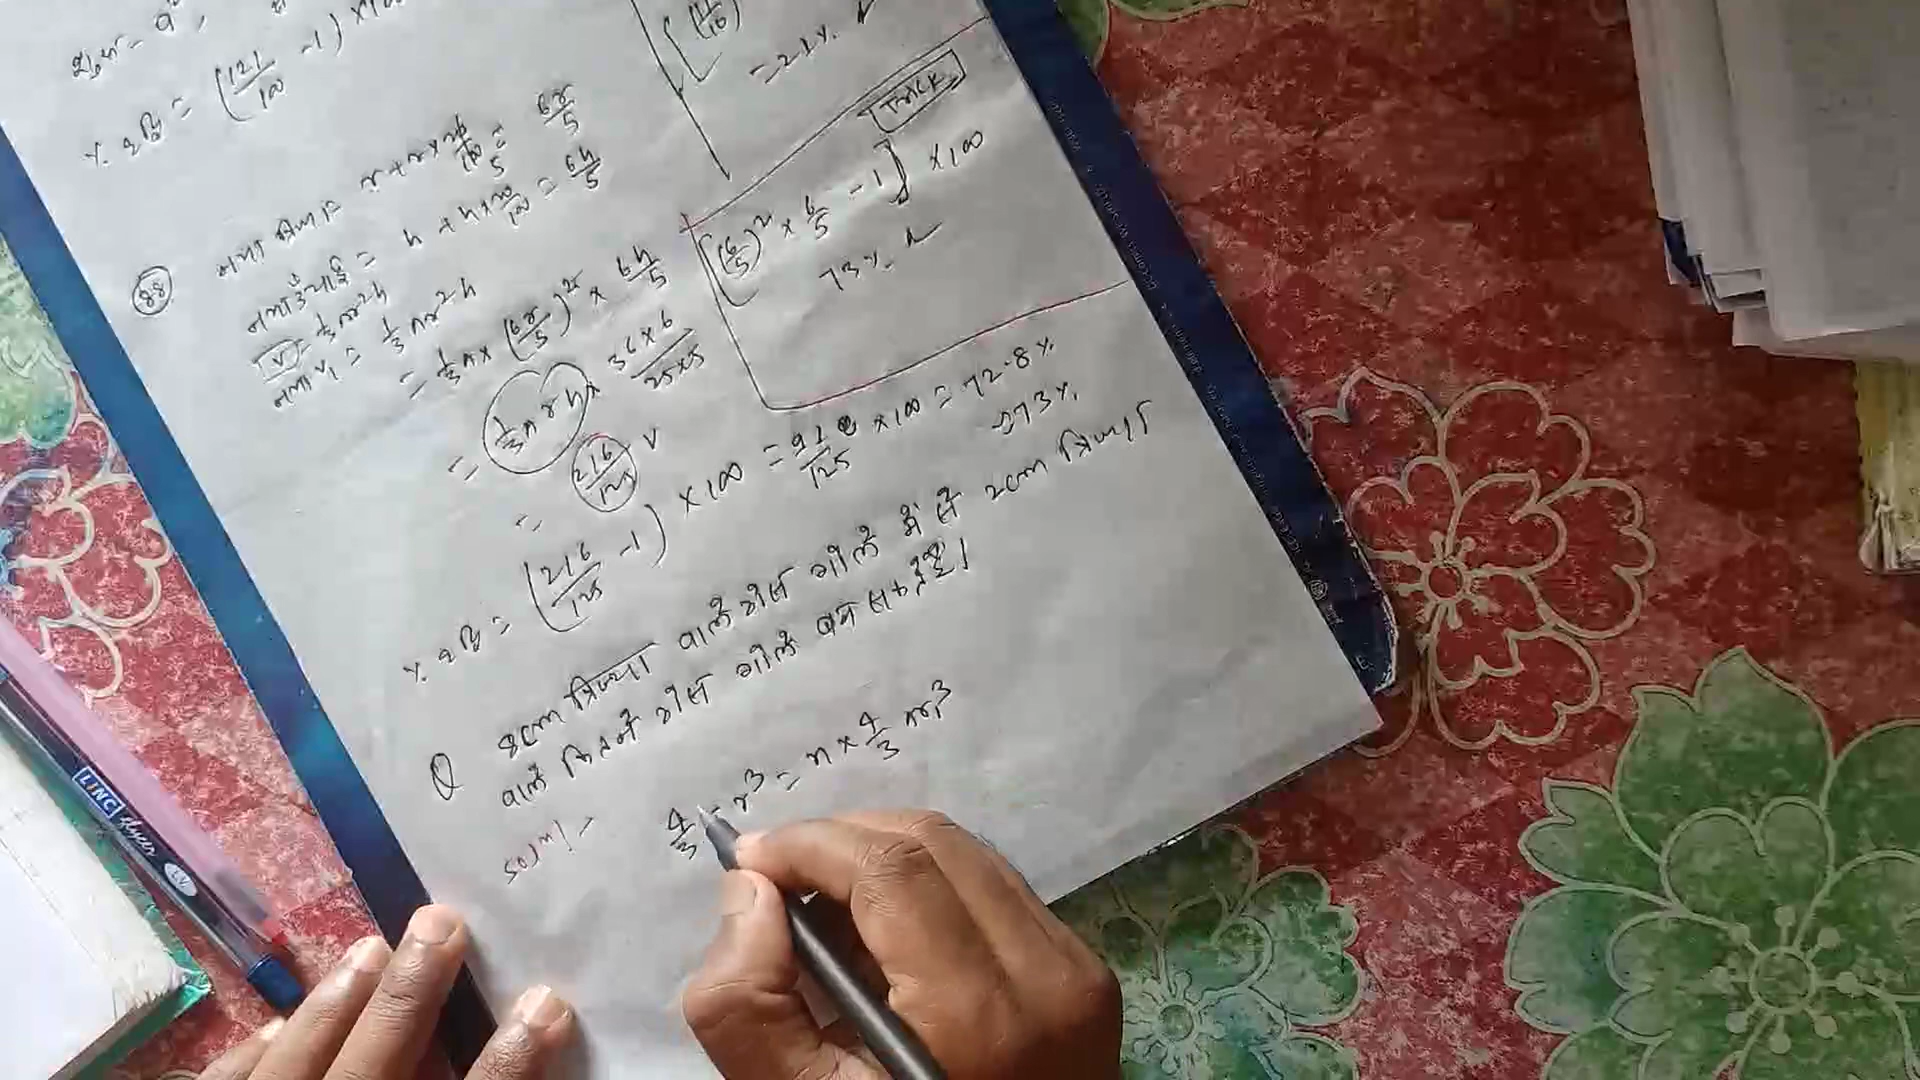 % वृद्धि = (121/100 - 1) × 100
= 21%
TRICK
[(6/5)² × 6/5 - 1] × 100
73%
88
नया त्रिज्या = r + r × 20/100 = 6r/5
नया ऊँचाई = h + h × 20/100 = 6h/5
V = 1/3 πr²h
नया V = 1/3 πr²h
= 1/3 π × (6r/5)² × 6h/5
= 1/3 πr²h × 36×6/25×5
= 216/125 V
% वृद्धि = (216/125 - 1) × 100 = 91/125 × 100 = 72.8%
⇒ 73%
Q 8cm त्रिज्या वाले ठोस गोले में से 2cm त्रिज्या
वाले कितने ठोस गोले बन सकते हैं।
Soln! -
4/3 πr³ = n × 4/3 πr₁³
LINC